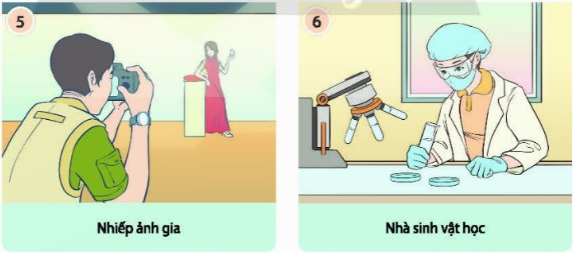 5
6
Nhiếp ảnh gia
Nhà sinh vật học